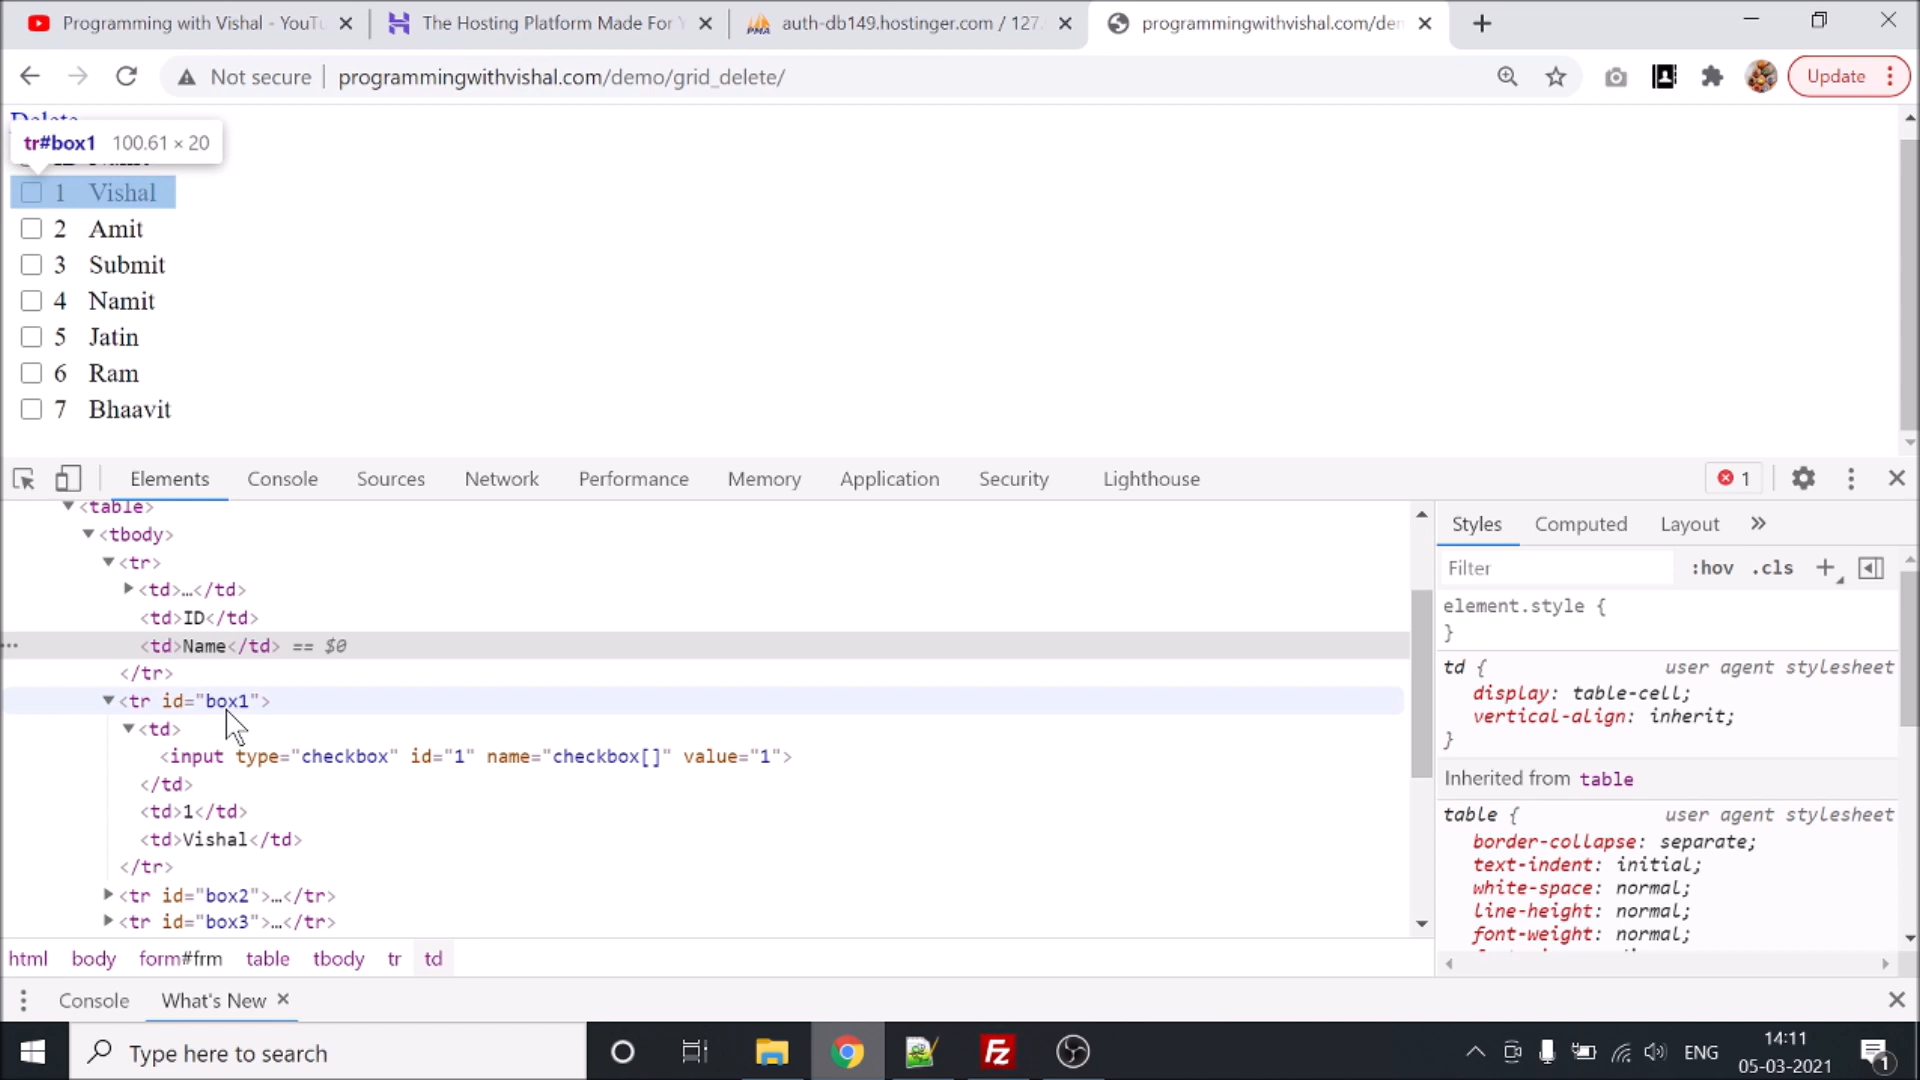 Programming with Vishal - YouTu
The Hosting Platform Made For Y
auth-db149.hostinger.com / 127.
programmingwithvishal.com/den
Not secure
programmingwithvishal.com/demo/grid_delete/
Update
Delete
tr#box1 100.61 × 20
1 Vishal
2 Amit
3 Submit
4 Namit
5 Jatin
6 Ram
7 Bhaavit
Elements
Console
Sources
Network
Performance
Memory
Application
Security
Lighthouse
1
<table>
<tbody>
<tr>
<td>…</td>
<td>ID</td>
<td>Name</td> == $0
</tr>
<tr id="box1">
<td>
<input type="checkbox" id="1" name="checkbox[]" value="1">
</td>
<td>1</td>
<td>Vishal</td>
</tr>
<tr id="box2">…</tr>
<tr id="box3">…</tr>
html body form#frm table tbody tr td
Styles Computed Layout »
Filter :hov .cls +
element.style {
}
td { user agent stylesheet
display: table-cell;
vertical-align: inherit;
}
Inherited from table
table { user agent stylesheet
border-collapse: separate;
text-indent: initial;
white-space: normal;
line-height: normal;
font-weight: normal;
Console What's New
Type here to search
ENG
14:11
05-03-2021
1